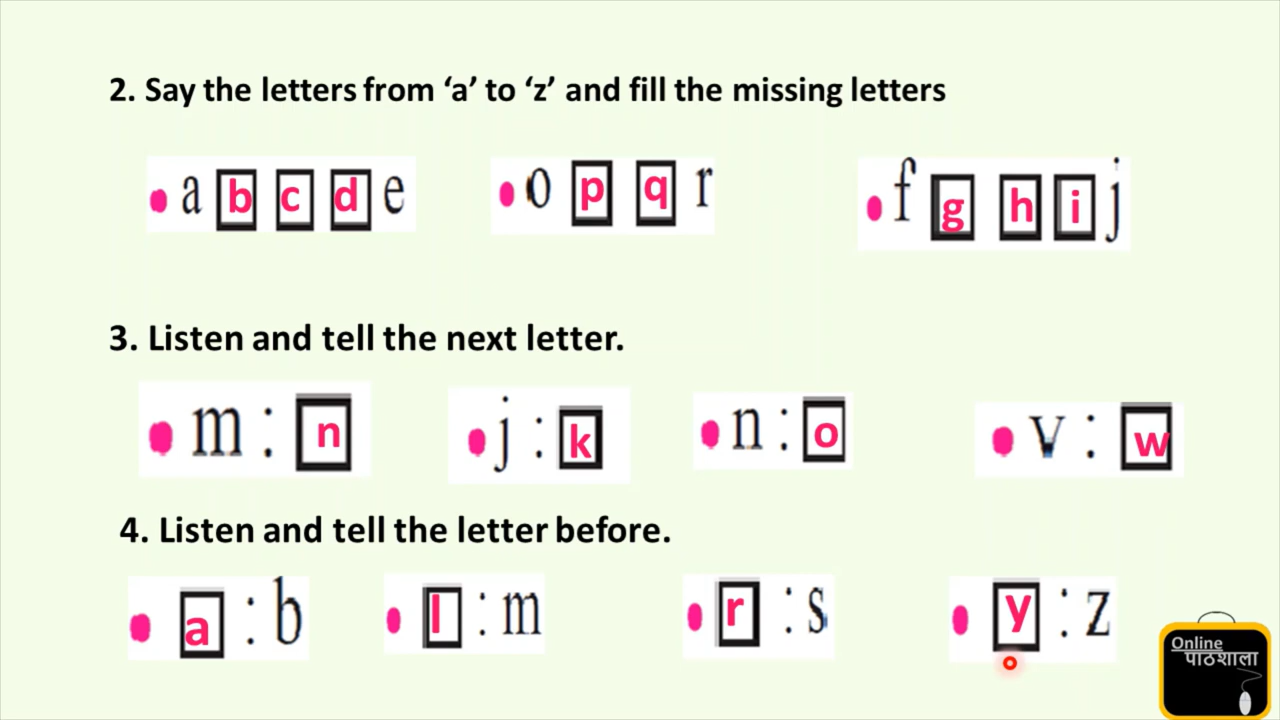 2. Say the letters from ‘a’ to ‘z’ and fill the missing letters
a b c d e o p q r f g h i j
3. Listen and tell the next letter.
m : n j : k n : o v : w
4. Listen and tell the letter before.
a : b l : m r : s y : z
Online
पाठशाला